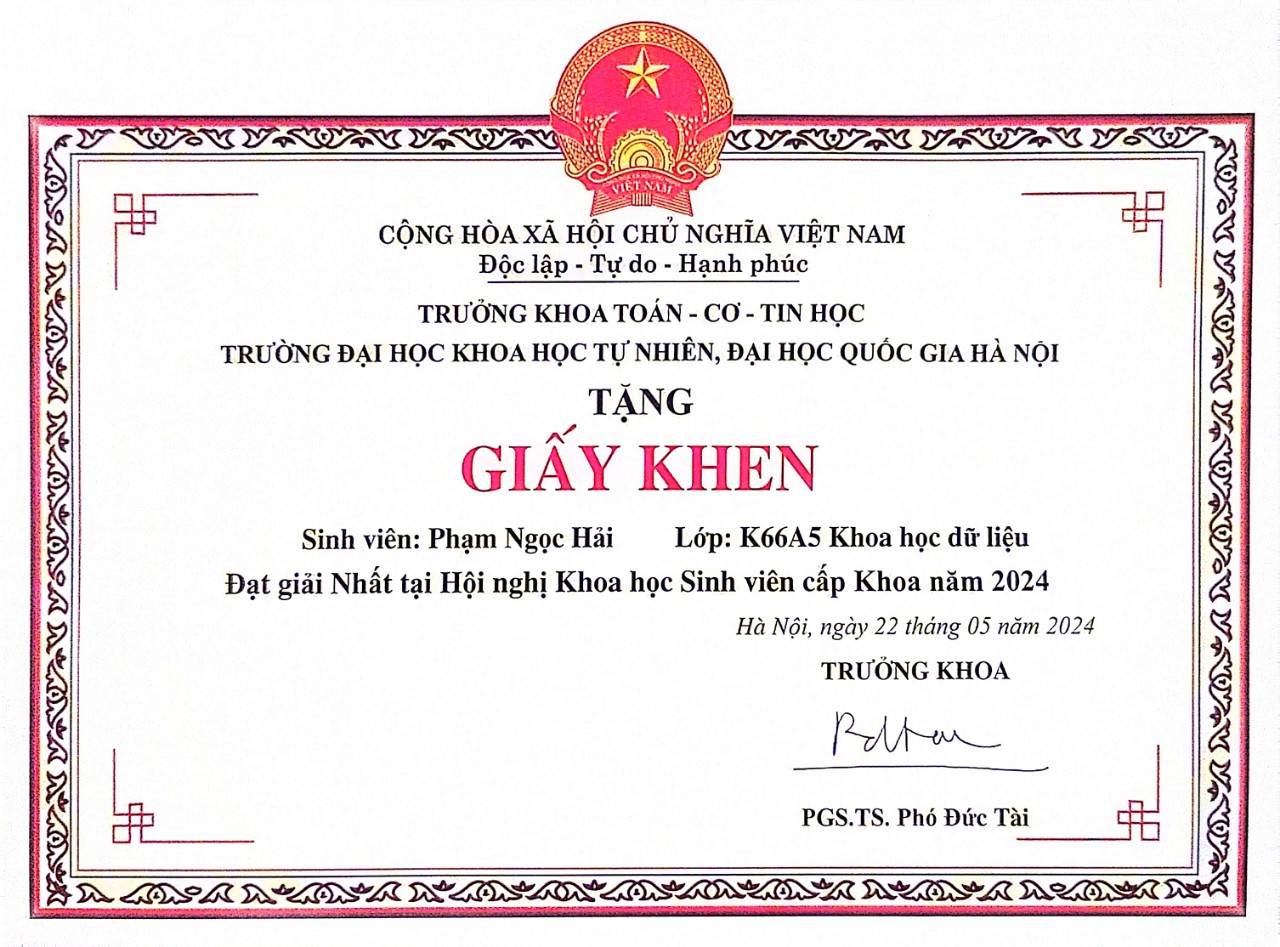 VIỆT NAM
CỘNG HÒA XÃ HỘI CHỦ NGHĨA VIỆT NAM
Độc lập - Tự do - Hạnh phúc
TRƯỞNG KHOA TOÁN - CƠ - TIN HỌC
TRƯỜNG ĐẠI HỌC KHOA HỌC TỰ NHIÊN, ĐẠI HỌC QUỐC GIA HÀ NỘI
TẶNG
GIẤY KHEN
Sinh viên: Phạm Ngọc Hải Lớp: K66A5 Khoa học dữ liệu
Đạt giải Nhất tại Hội nghị Khoa học Sinh viên cấp Khoa năm 2024
Hà Nội, ngày 22 tháng 05 năm 2024
TRƯỞNG KHOA
PGS.TS. Phó Đức Tài